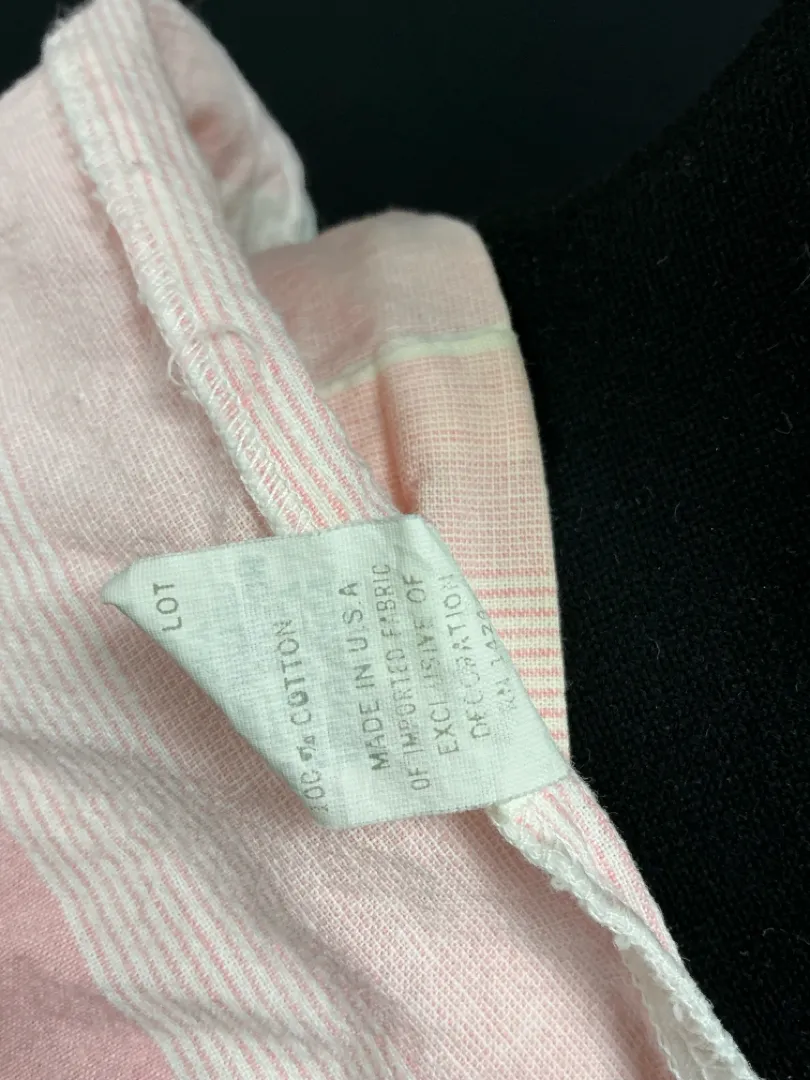 LOT
100% COTTON
MADE IN U S A
OF IMPORTED FABRIC
EXCLUSIVE OF
DECORATION